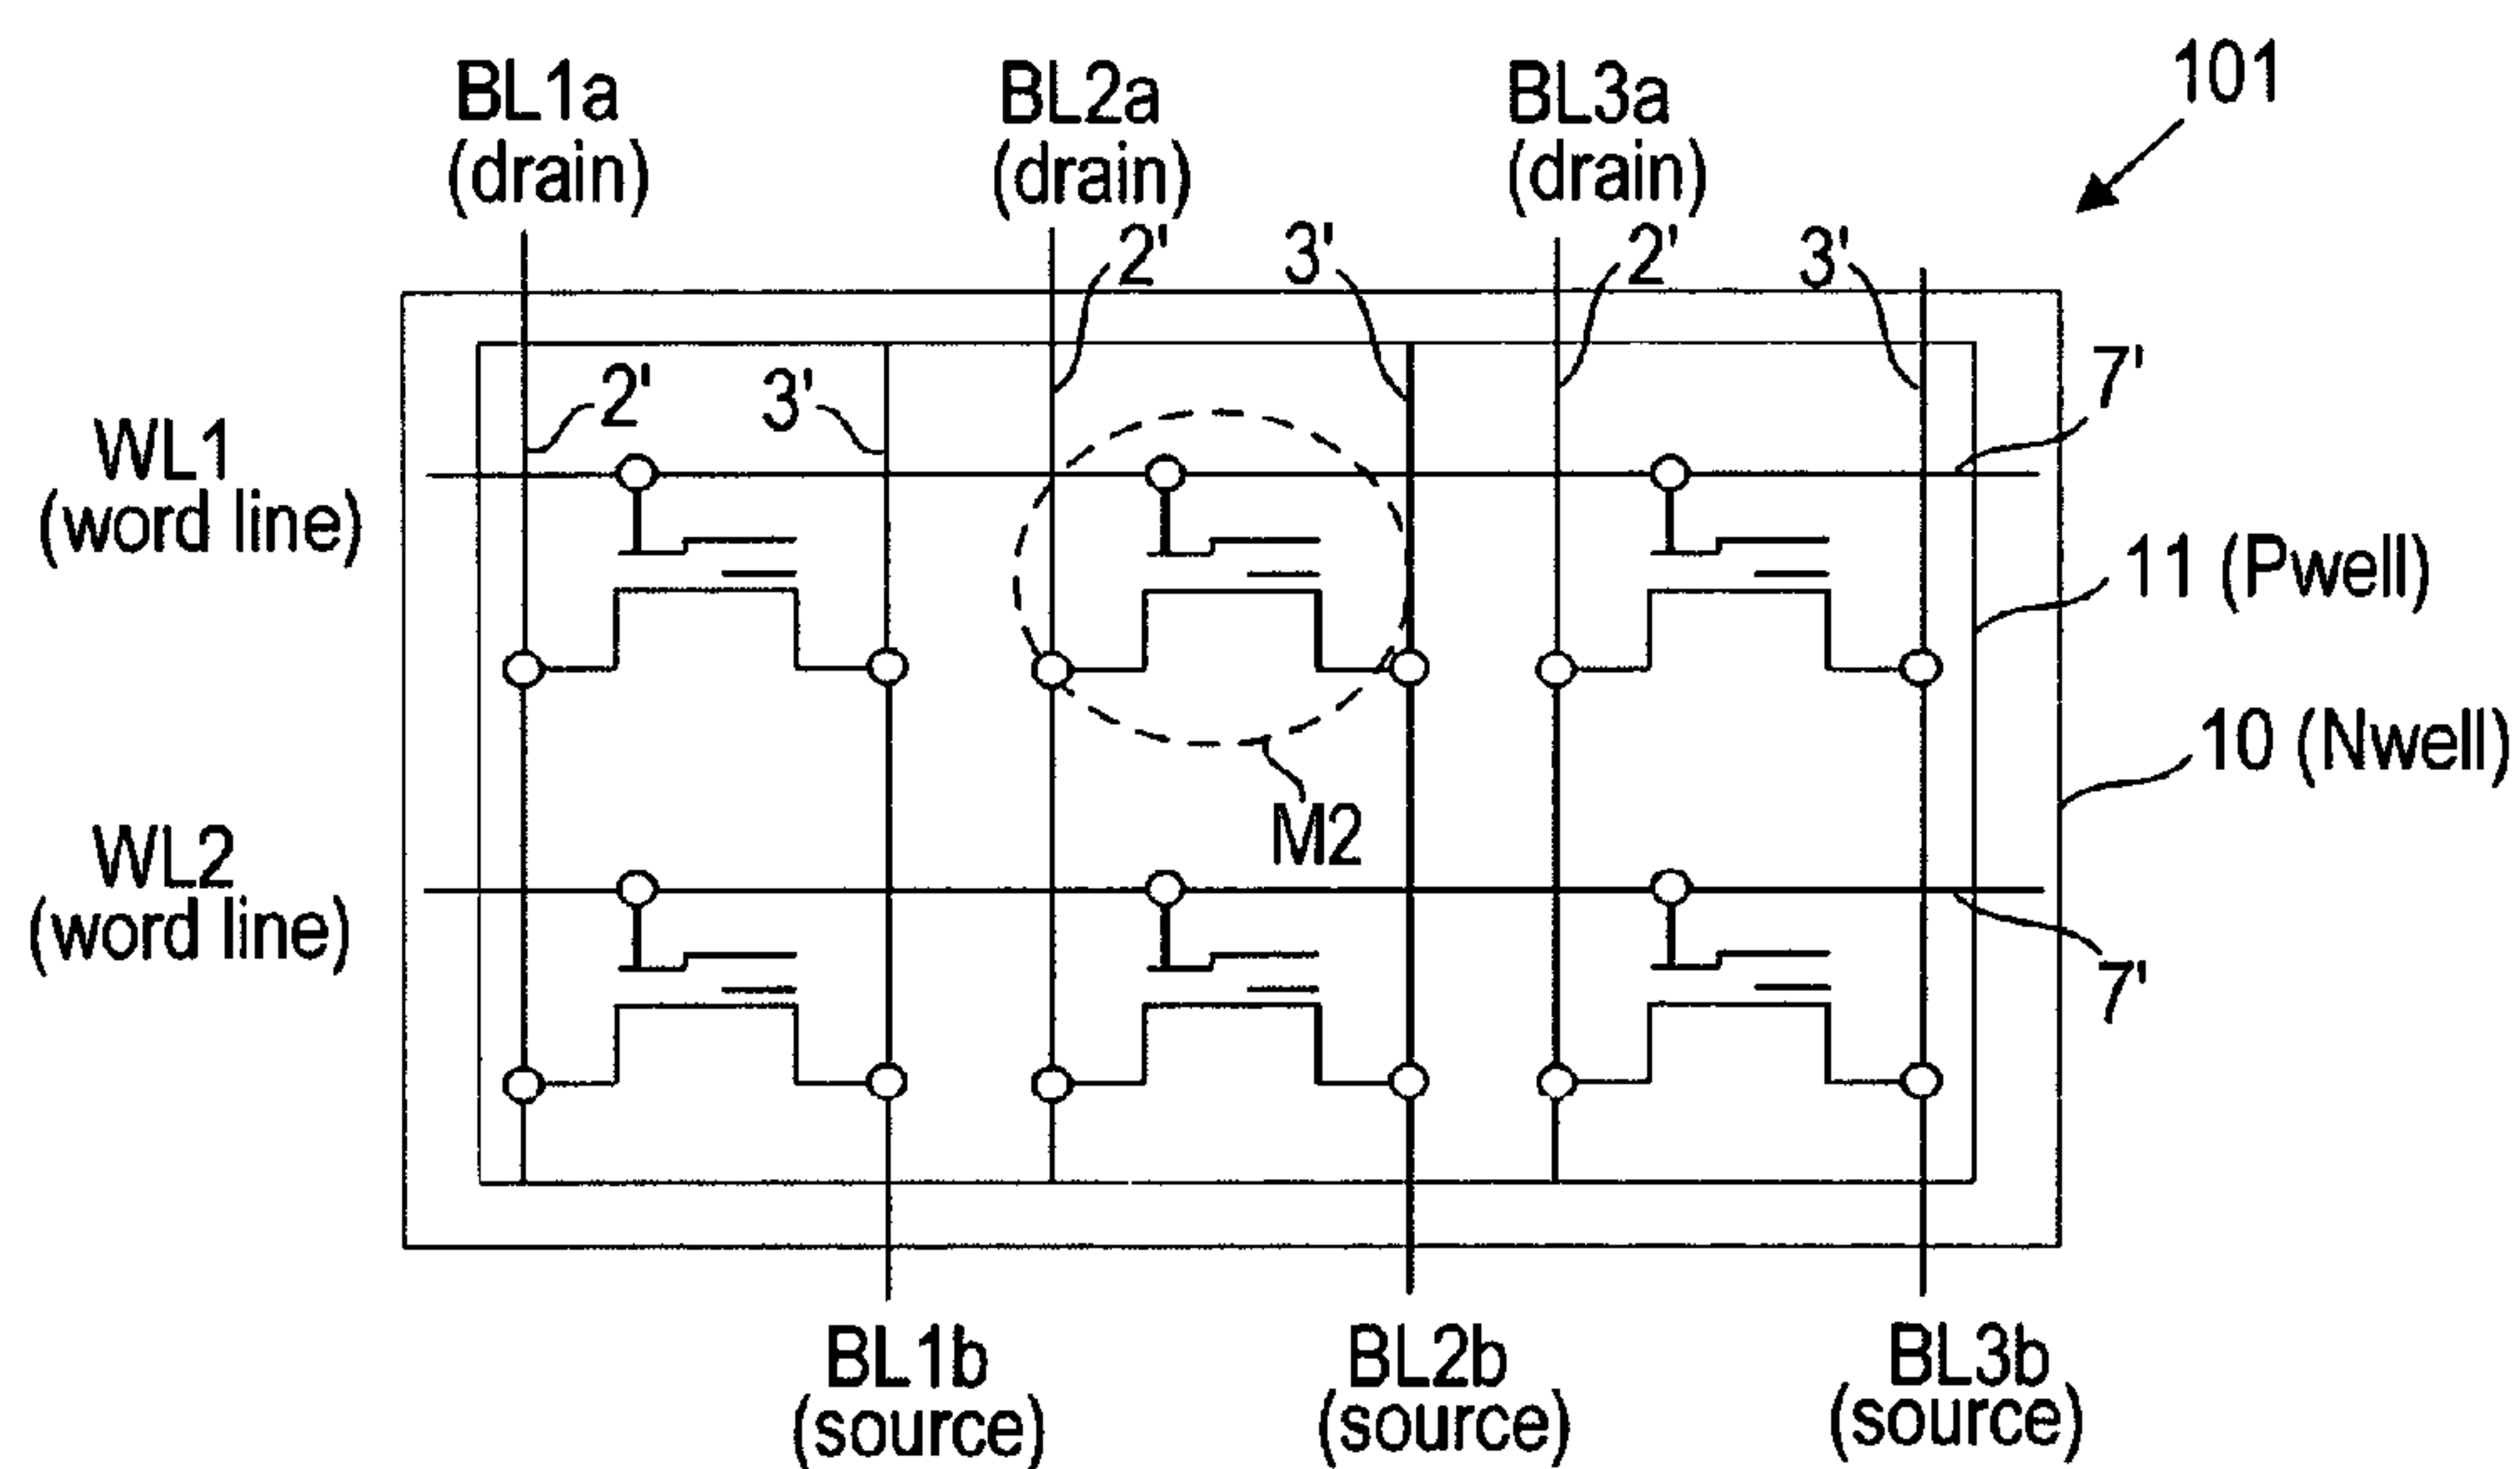 101
BL1a
(drain)
BL2a
(drain)
BL3a
(drain)
2'
3'
2'
3'
2'
3'
7'
WL1
(word line)
11 (Pwell)
10 (Nwell)
M2
WL2
(word line)
7'
BL1b
(source)
BL2b
(source)
BL3b
(source)